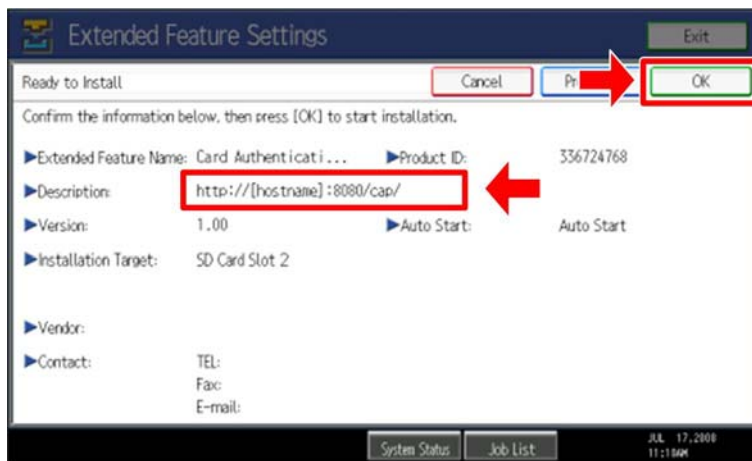 Extended Feature Settings
Exit
Ready to Install
Cancel
OK
Confirm the information below, then press [OK] to start installation.
Extended Feature Name: Card Authenticati... Product ID: 336724768
Description: http://[hostname]:8080/cap/
Version: 1.00 Auto Start: Auto Start
Installation Target: SD Card Slot 2
Vendor:
Contact: TEL:
Fax:
E-mail:
System Status Job List
JUL 17,2008
11:10AM